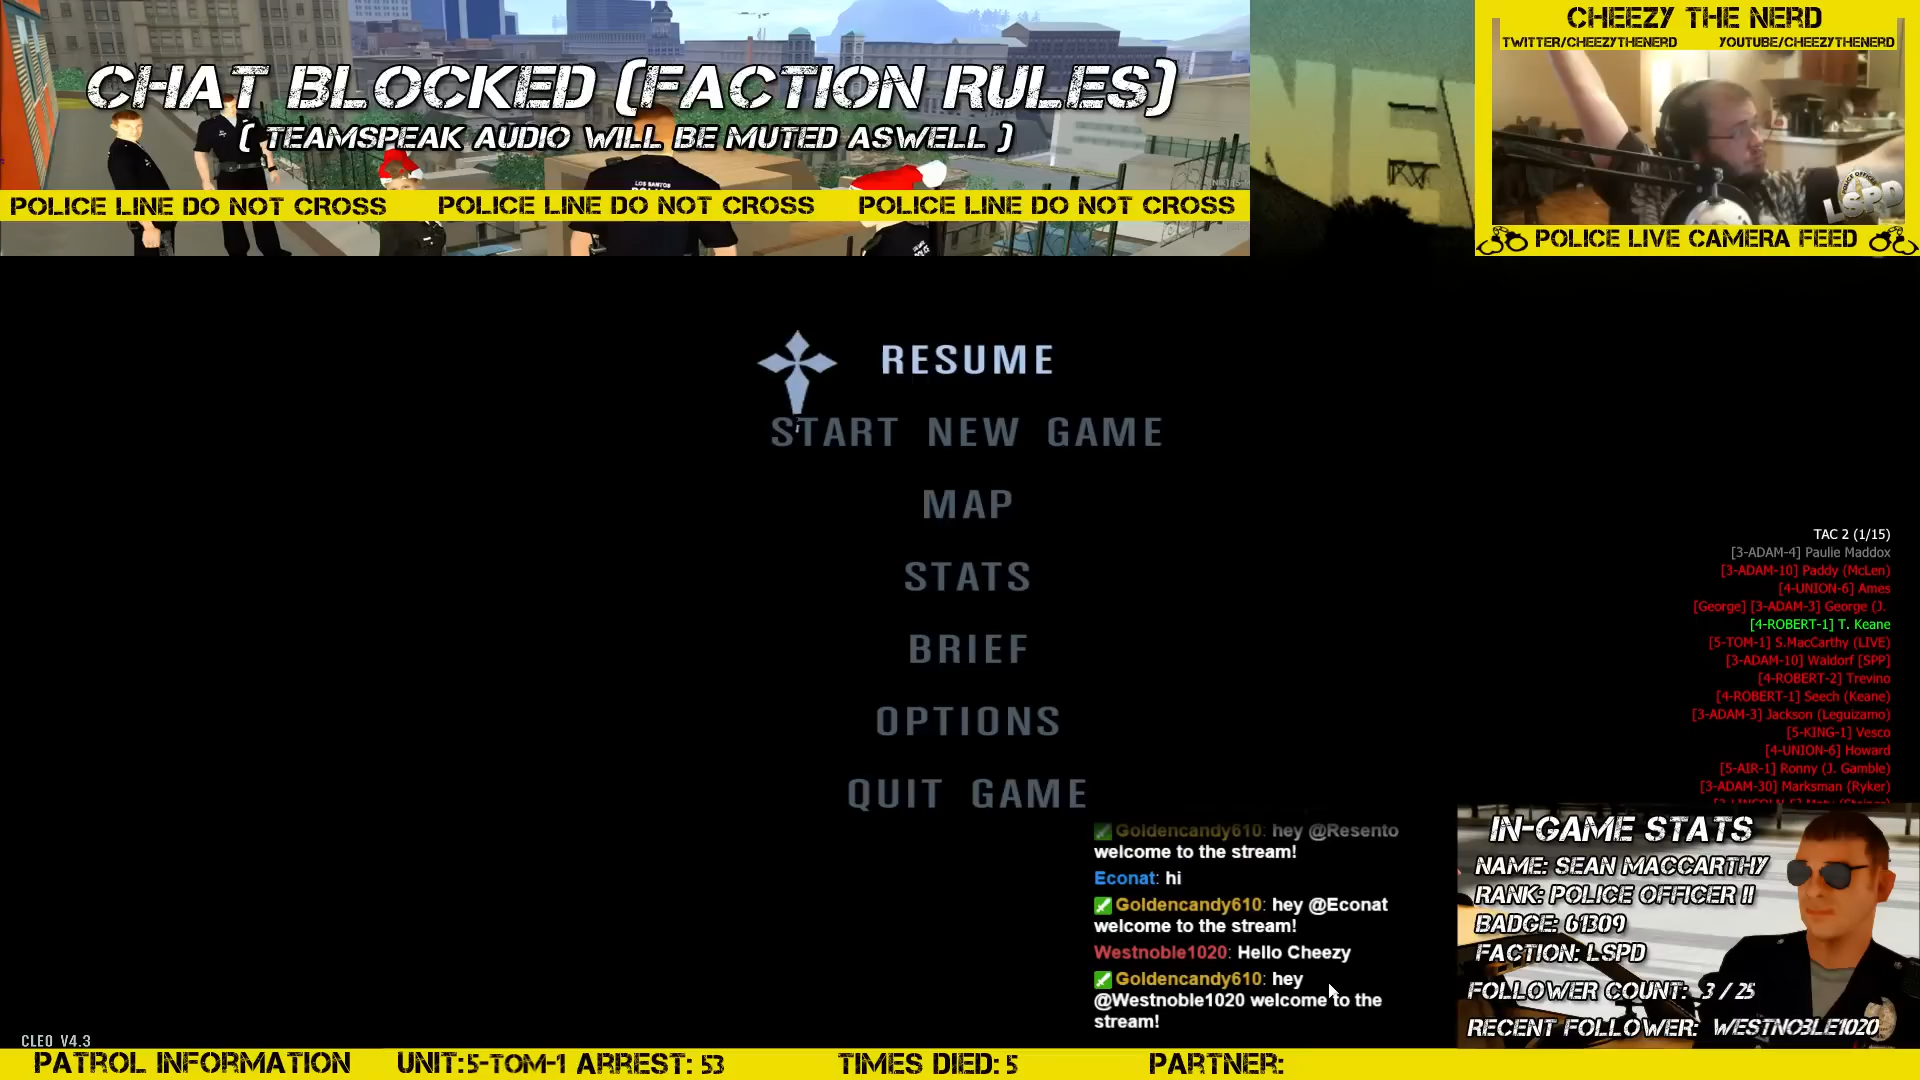 CHAT BLOCKED (FACTION RULES)
( TEAMSPEAK AUDIO WILL BE MUTED ASWELL )
POLICE LINE DO NOT CROSS POLICE LINE DO NOT CROSS POLICE LINE DO NOT CROSS
LOS SANTOS
CHEEZY THE NERD
TWITTER/CHEEZYTHENERD YOUTUBE/CHEEZYTHENERD
LSPD
POLICE LIVE CAMERA FEED
RESUME
START NEW GAME
MAP
STATS
BRIEF
OPTIONS
QUIT GAME
TAC 2 (1/15)
[3-ADAM-4] Paulie Maddox
[3-ADAM-10] Paddy (McLen)
[4-UNION-6] Ames
[George] [3-ADAM-3] George (J.
[4-ROBERT-1] T. Keane
[5-TOM-1] S.MacCarthy (LIVE)
[3-ADAM-10] Waldorf [SPP]
[4-ROBERT-2] Trevino
[4-ROBERT-1] Seech (Keane)
[3-ADAM-3] Jackson (Leguizamo)
[5-KING-1] Vesco
[4-UNION-6] Howard
[5-AIR-1] Ronny (J. Gamble)
[3-ADAM-30] Marksman (Ryker)
Goldencandy610: hey @Resento
welcome to the stream!
Econat: hi
Goldencandy610: hey @Econat
welcome to the stream!
Westnoble1020: Hello Cheezy
Goldencandy610: hey
@Westnoble1020 welcome to the
stream!
IN-GAME STATS
NAME: SEAN MACCARTHY
RANK: POLICE OFFICER II
BADGE: 61309
FACTION: LSPD
FOLLOWER COUNT: 3 / 25
RECENT FOLLOWER: WESTNOBLE1020
CLEO V4.3
PATROL INFORMATION UNIT:5-TOM-1 ARREST: 53 TIMES DIED: 5 PARTNER: